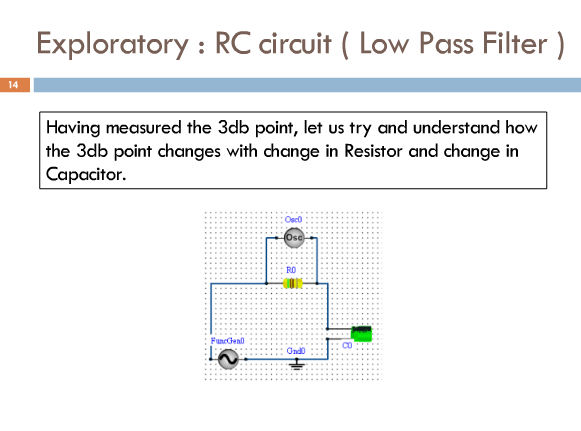 Exploratory : RC circuit ( Low Pass Filter )
14
Having measured the 3db point, let us try and understand how
the 3db point changes with change in Resistor and change in
Capacitor.
Osc0
Osc
R0
FuncGen0
Gnd0
C0